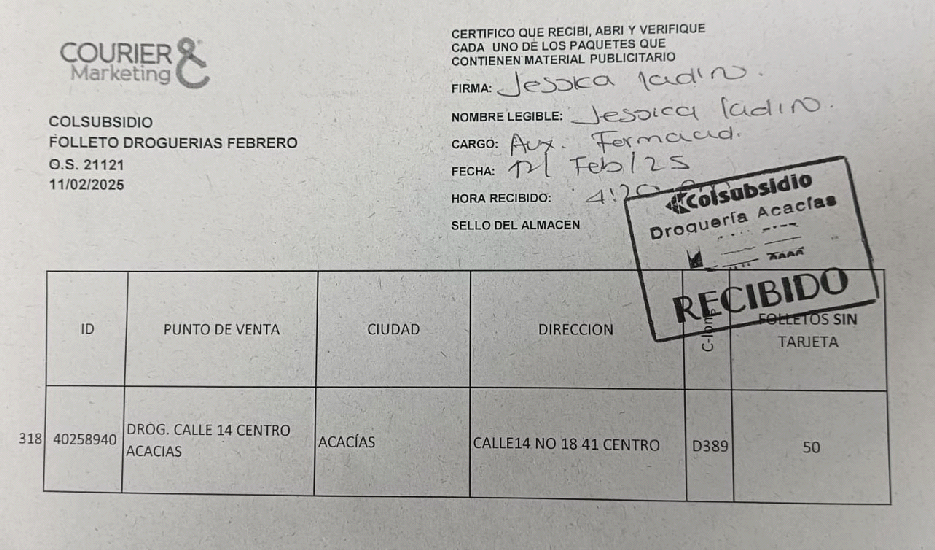 COURIER &
Marketing
COLSUBSIDIO
FOLLETO DROGUERIAS FEBRERO
O.S. 21121
11/02/2025
CERTIFICO QUE RECIBI, ABRI Y VERIFIQUE
CADA UNO DE LOS PAQUETES QUE
CONTIENEN MATERIAL PUBLICITARIO
FIRMA: Jessica ladino.
NOMBRE LEGIBLE: Jessica ladino.
CARGO: Aux. Farmacd.
FECHA: 12/ Feb/25
HORA RECIBIDO: 4:20
SELLO DEL ALMACEN
Colsubsidio
Droguería Acacías
RECIBIDO
ID PUNTO DE VENTA CIUDAD DIRECCION FOLLETOS SIN
TARJETA
318 40258940 DROG. CALLE 14 CENTRO
ACACIAS ACACÍAS CALLE14 NO 18 41 CENTRO D389 50